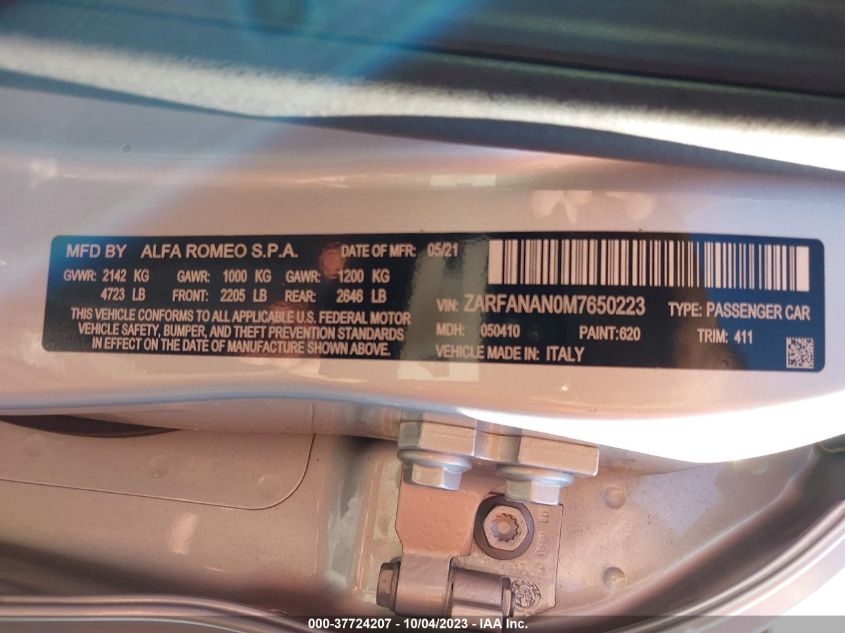 MFD BY ALFA ROMEO S.P.A. DATE OF MFR: 05/21
GVWR: 2142 KG GAWR: 1000 KG GAWR: 1200 KG
4723 LB FRONT: 2205 LB REAR: 2646 LB
THIS VEHICLE CONFORMS TO ALL APPLICABLE U.S. FEDERAL MOTOR
VEHICLE SAFETY, BUMPER, AND THEFT PREVENTION STANDARDS
IN EFFECT ON THE DATE OF MANUFACTURE SHOWN ABOVE.
VIN: ZARFANAN0M7650223 TYPE: PASSENGER CAR
MDH: 050410 PAINT:620 TRIM: 411
VEHICLE MADE IN: ITALY
000-37724207 - 10/04/2023 - IAA Inc.